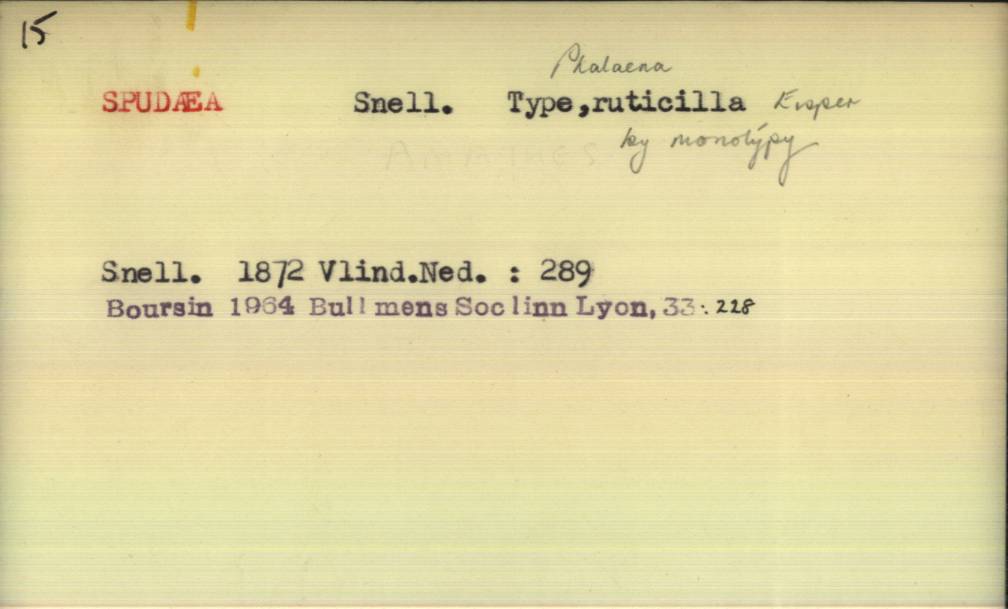 15
Phalaena
SPUDÆA Snell. Type,ruticilla Esper
by monotypy
Snell. 1872 Vlind.Ned. : 289
Boursin 1964 Bull mens Soc linn Lyon, 33: 228